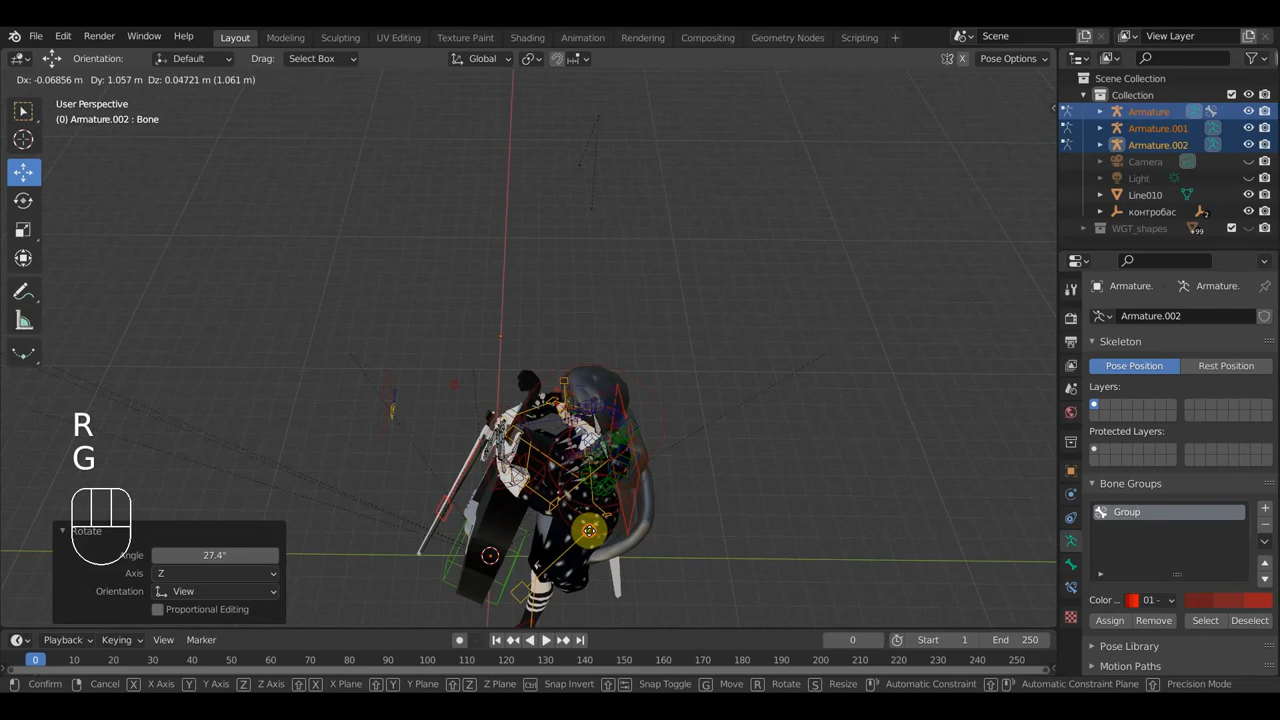 File Edit Render Window Help Layout Modeling Sculpting UV Editing Texture Paint Shading Animation Rendering Compositing Geometry Nodes Scripting + Scene View Layer
Orientation: Default Drag: Select Box Global X Pose Options
Dx: -0.06856 m Dy: 1.057 m Dz: 0.04721 m (1.061 m)
User Perspective
(0) Armature.002 : Bone
Scene Collection
Collection
Armature
Armature.001
Armature.002
Camera
Light
Line010
контробас 2
WGT_shapes +99
Armature. Armature.
Armature.002
Skeleton
Pose Position Rest Position
Layers:
Protected Layers:
Bone Groups
Group
Color ... 01 -
Assign Remove Select Deselect
Pose Library
Motion Paths
R
G
Rotate
Angle 27.4°
Axis Z
Orientation View
Proportional Editing
Playback Keying View Marker 0 Start 1 End 250
0 10 20 30 40 50 60 70 80 90 100 110 120 130 140 150 160 170 180 190 200 210 220 230 240 250
Confirm Cancel X X Axis Y Y Axis Z Z Axis X X Plane Y Y Plane Z Z Plane Ctrl Snap Invert Snap Toggle G Move R Rotate S Resize Automatic Constraint Automatic Constraint Plane Precision Mode